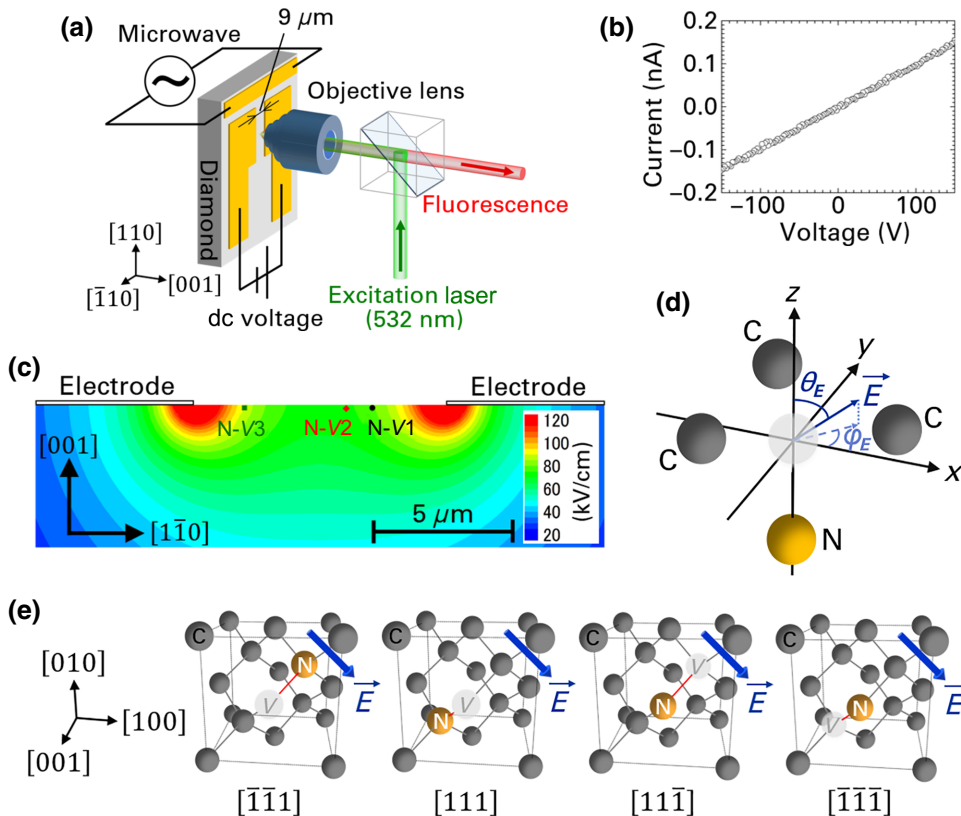 (a)
9 µm
Microwave
Objective lens
Diamond
Fluorescence
[110]
[001]
[1̄10]
dc voltage
Excitation laser
(532 nm)
(b)
0.2
0.1
0.0
-0.1
-0.2
Current (nA)
-100
0
100
Voltage (V)
(c)
Electrode
Electrode
[001]
N-V3
N-V2
N-V1
[11̄0]
5 µm
120
100
80
60
40
20
(kV/cm)
(d)
z
C
y
θE
E⃗
C
C
φE
x
N
(e)
[010]
[100]
[001]
C
N
V
E⃗
[1̄1̄1]
C
V
N
E⃗
[111]
C
V
N
E⃗
[111̄]
C
N
V
E⃗
[1̄1̄1̄]